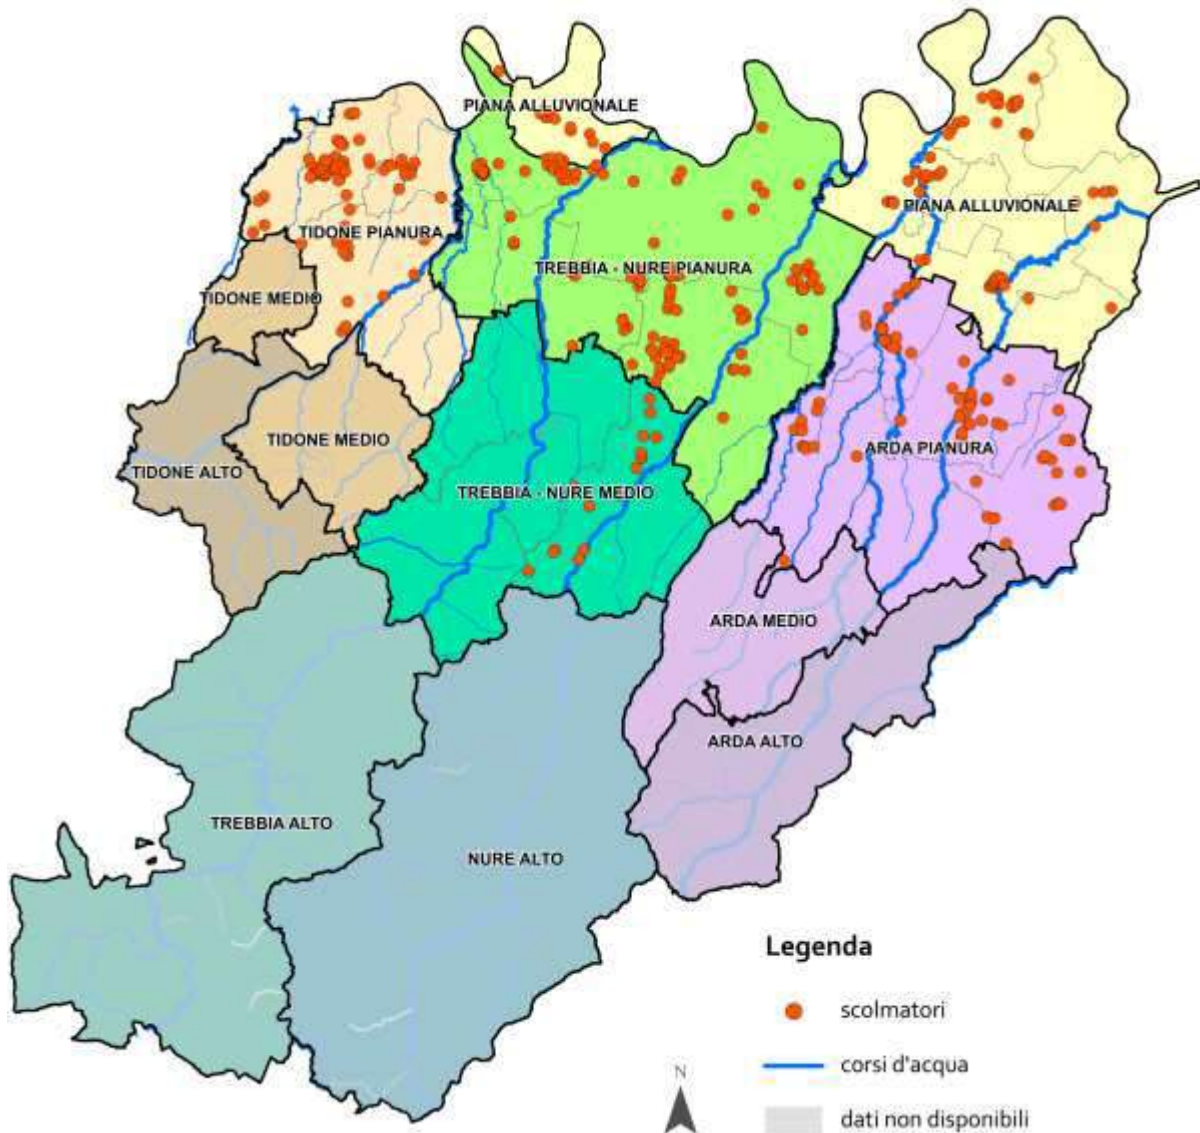 PIANA ALLUVIONALE
PIANA ALLUVIONALE
TIDONE PIANURA
TREBBIA - NURE PIANURA
TIDONE MEDIO
TIDONE MEDIO
ARDA PIANURA
TIDONE ALTO
TREBBIA - NURE MEDIO
ARDA MEDIO
ARDA ALTO
TREBBIA ALTO
NURE ALTO
Legenda
scolmatori
corsi d'acqua
N
dati non disponibili